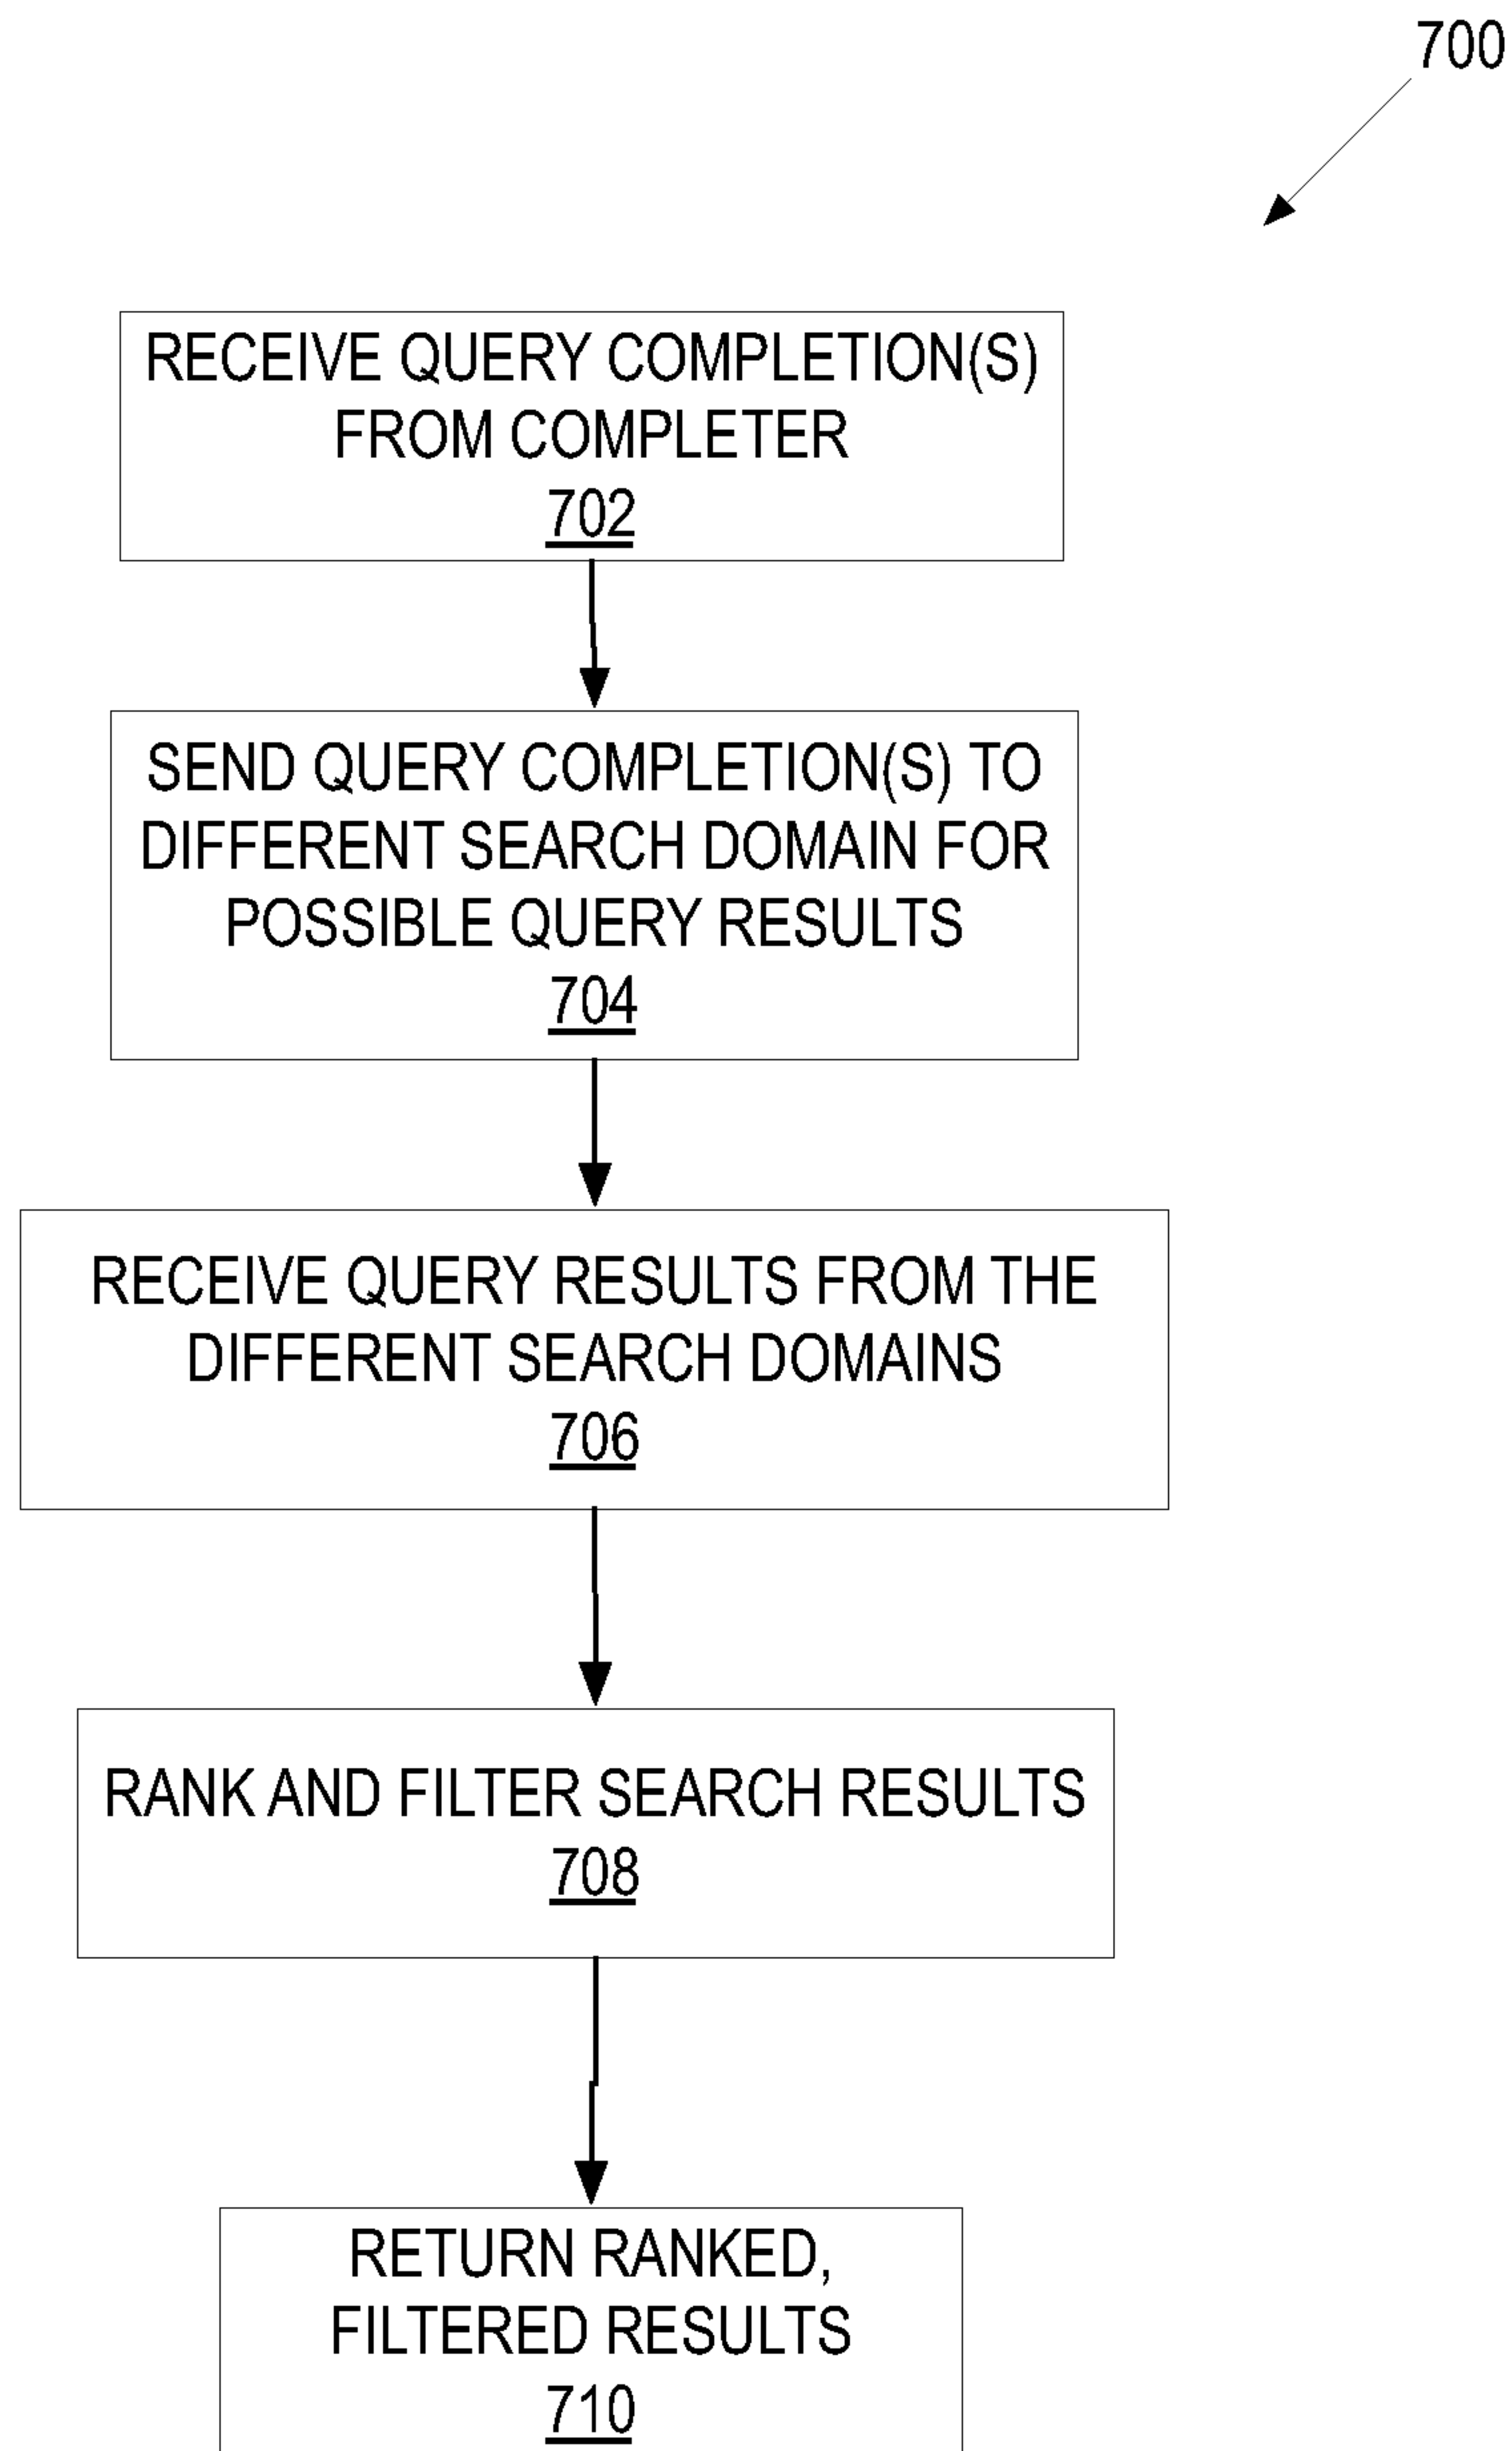 700
RECEIVE QUERY COMPLETION(S)
FROM COMPLETER
702
SEND QUERY COMPLETION(S) TO
DIFFERENT SEARCH DOMAIN FOR
POSSIBLE QUERY RESULTS
704
RECEIVE QUERY RESULTS FROM THE
DIFFERENT SEARCH DOMAINS
706
RANK AND FILTER SEARCH RESULTS
708
RETURN RANKED,
FILTERED RESULTS
710